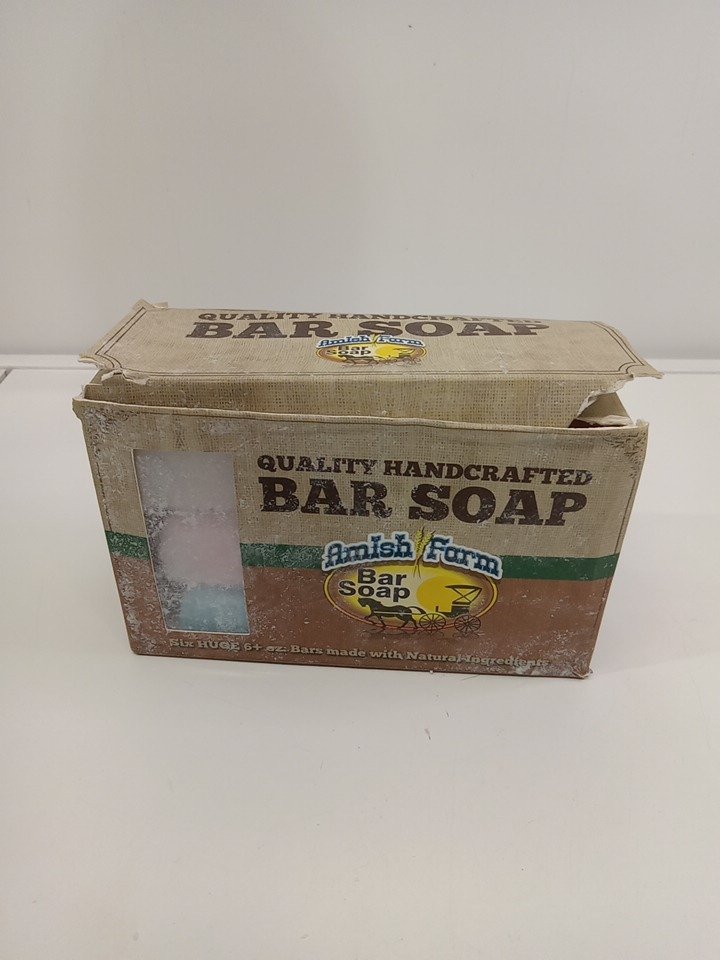 QUALITY HANDCRAFTED
BAR SOAP
Amish Farm
Bar
Soap
QUALITY HANDCRAFTED
BAR SOAP
Amish Farm
Bar
Soap
Six HUGE 6+ oz. Bars made with Natural Ingredients